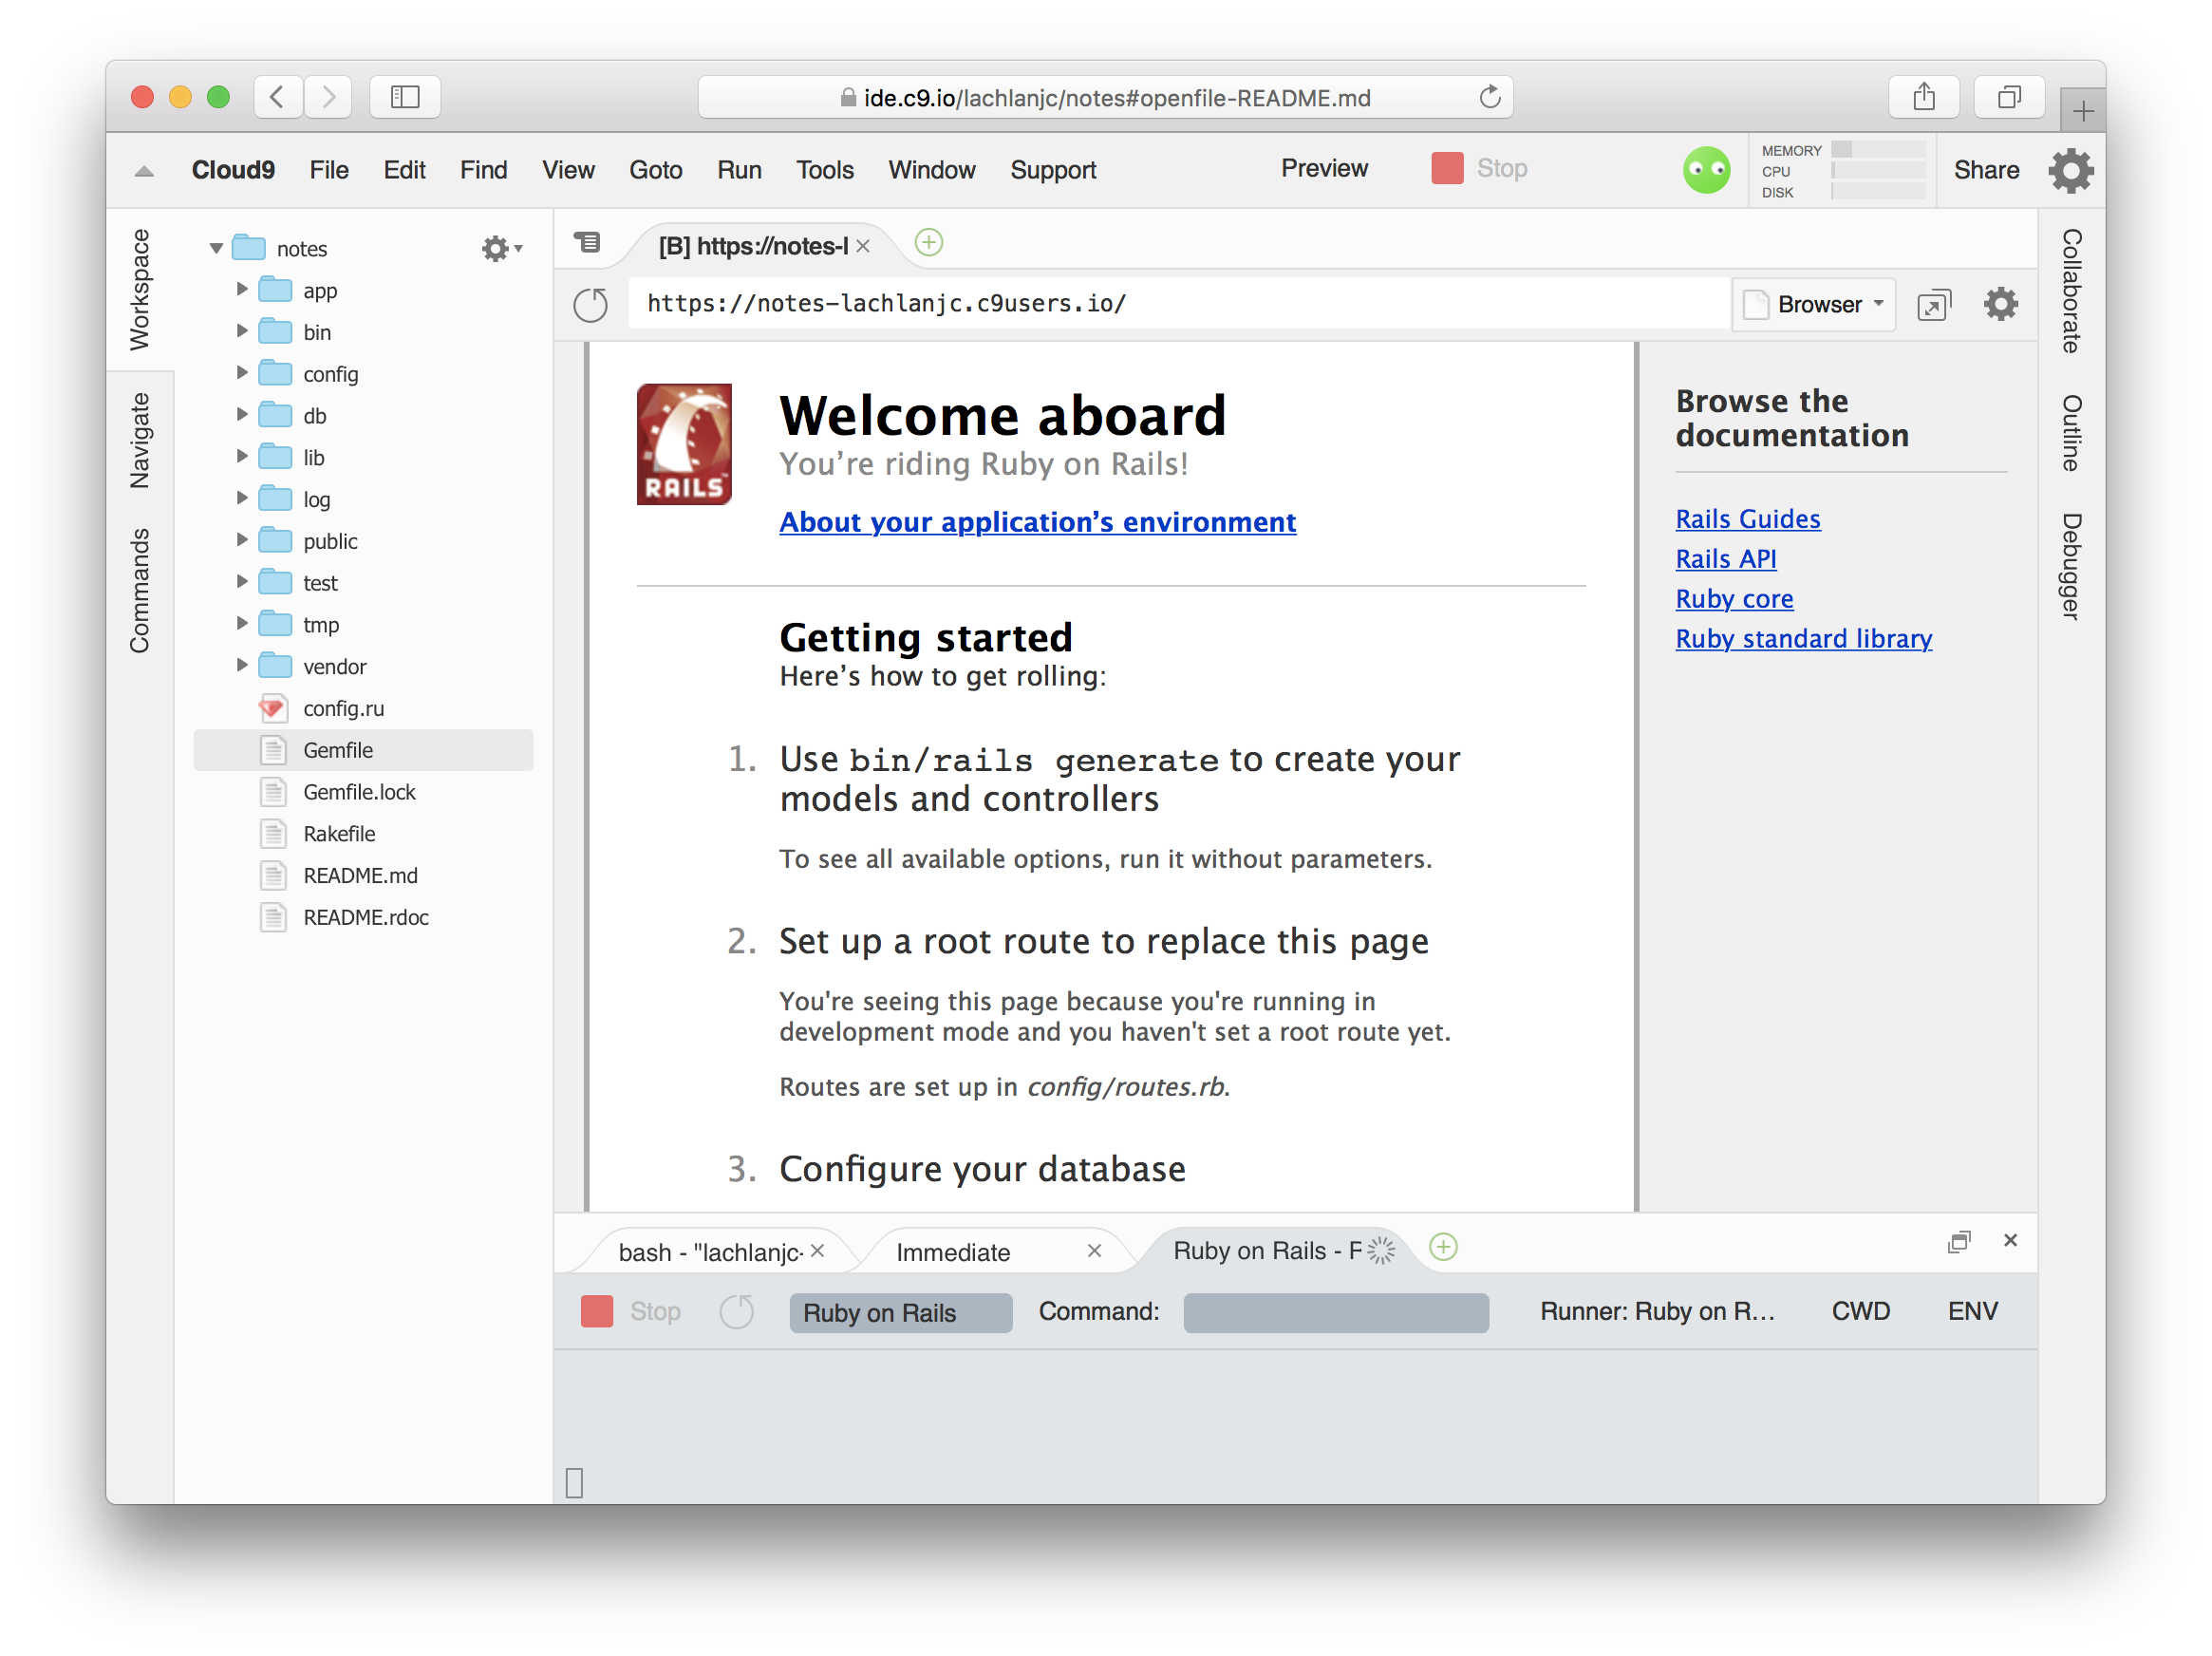 ide.c9.io/lachlanjc/notes#openfile-README.md
Cloud9 File Edit Find View Goto Run Tools Window Support Preview Stop MEMORY CPU DISK Share
Workspace
Navigate
Commands
notes
app
bin
config
db
lib
log
public
test
tmp
vendor
config.ru
Gemfile
Gemfile.lock
Rakefile
README.md
README.rdoc
[B] https://notes-l
https://notes-lachlanjc.c9users.io/ Browser
RAILS
Welcome aboard
You’re riding Ruby on Rails!
About your application’s environment
Getting started
Here’s how to get rolling:
1. Use bin/rails generate to create your
models and controllers
To see all available options, run it without parameters.
2. Set up a root route to replace this page
You're seeing this page because you're running in
development mode and you haven't set a root route yet.
Routes are set up in config/routes.rb.
3. Configure your database
Browse the
documentation
Rails Guides
Rails API
Ruby core
Ruby standard library
Collaborate
Outline
Debugger
bash - "lachlanjc- Immediate Ruby on Rails - F
Stop Ruby on Rails Command: Runner: Ruby on R... CWD ENV